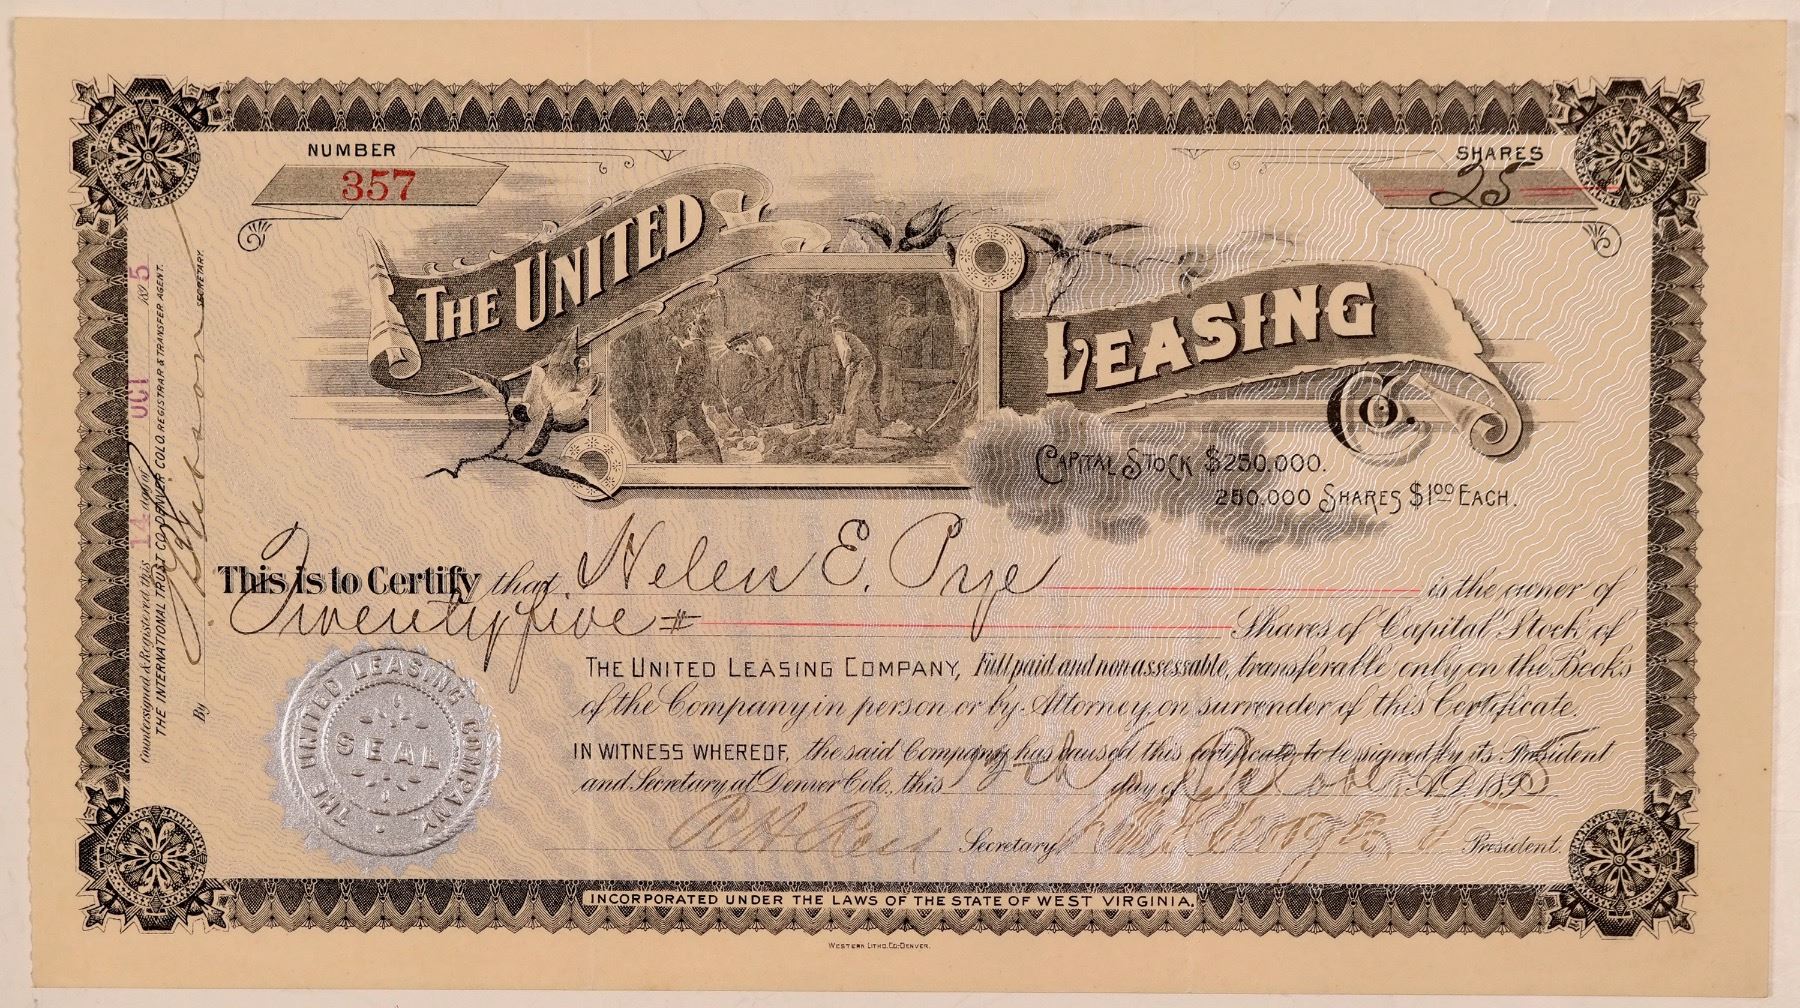 NUMBER
357
SHARES
25
THE UNITED
LEASING
Co.
CAPITAL STOCK $250,000.
250,000 SHARES $100 EACH.
This is to Certify that Helen E. Pye is the owner of
Twentyfive Shares of Capital Stock of
THE UNITED LEASING COMPANY, Full paid and non assessable, transferable only on the Books
of the Company in person or by Attorney, on surrender of this Certificate.
IN WITNESS WHEREOF, the said Company has caused this certificate to be signed by its President
and Secretary at Denver Colo., this day of A.D. 1895
Secretary President.
THE UNITED LEASING COMPANY
SEAL
Countersigned & Registered this 14 day of OCT 1895
THE INTERNATIONAL TRUST CO. DENVER COLO. REGISTRAR & TRANSFER AGENT.
By SECRETARY.
INCORPORATED UNDER THE LAWS OF THE STATE OF WEST VIRGINIA.
WESTERN LITHO. CO. DENVER.